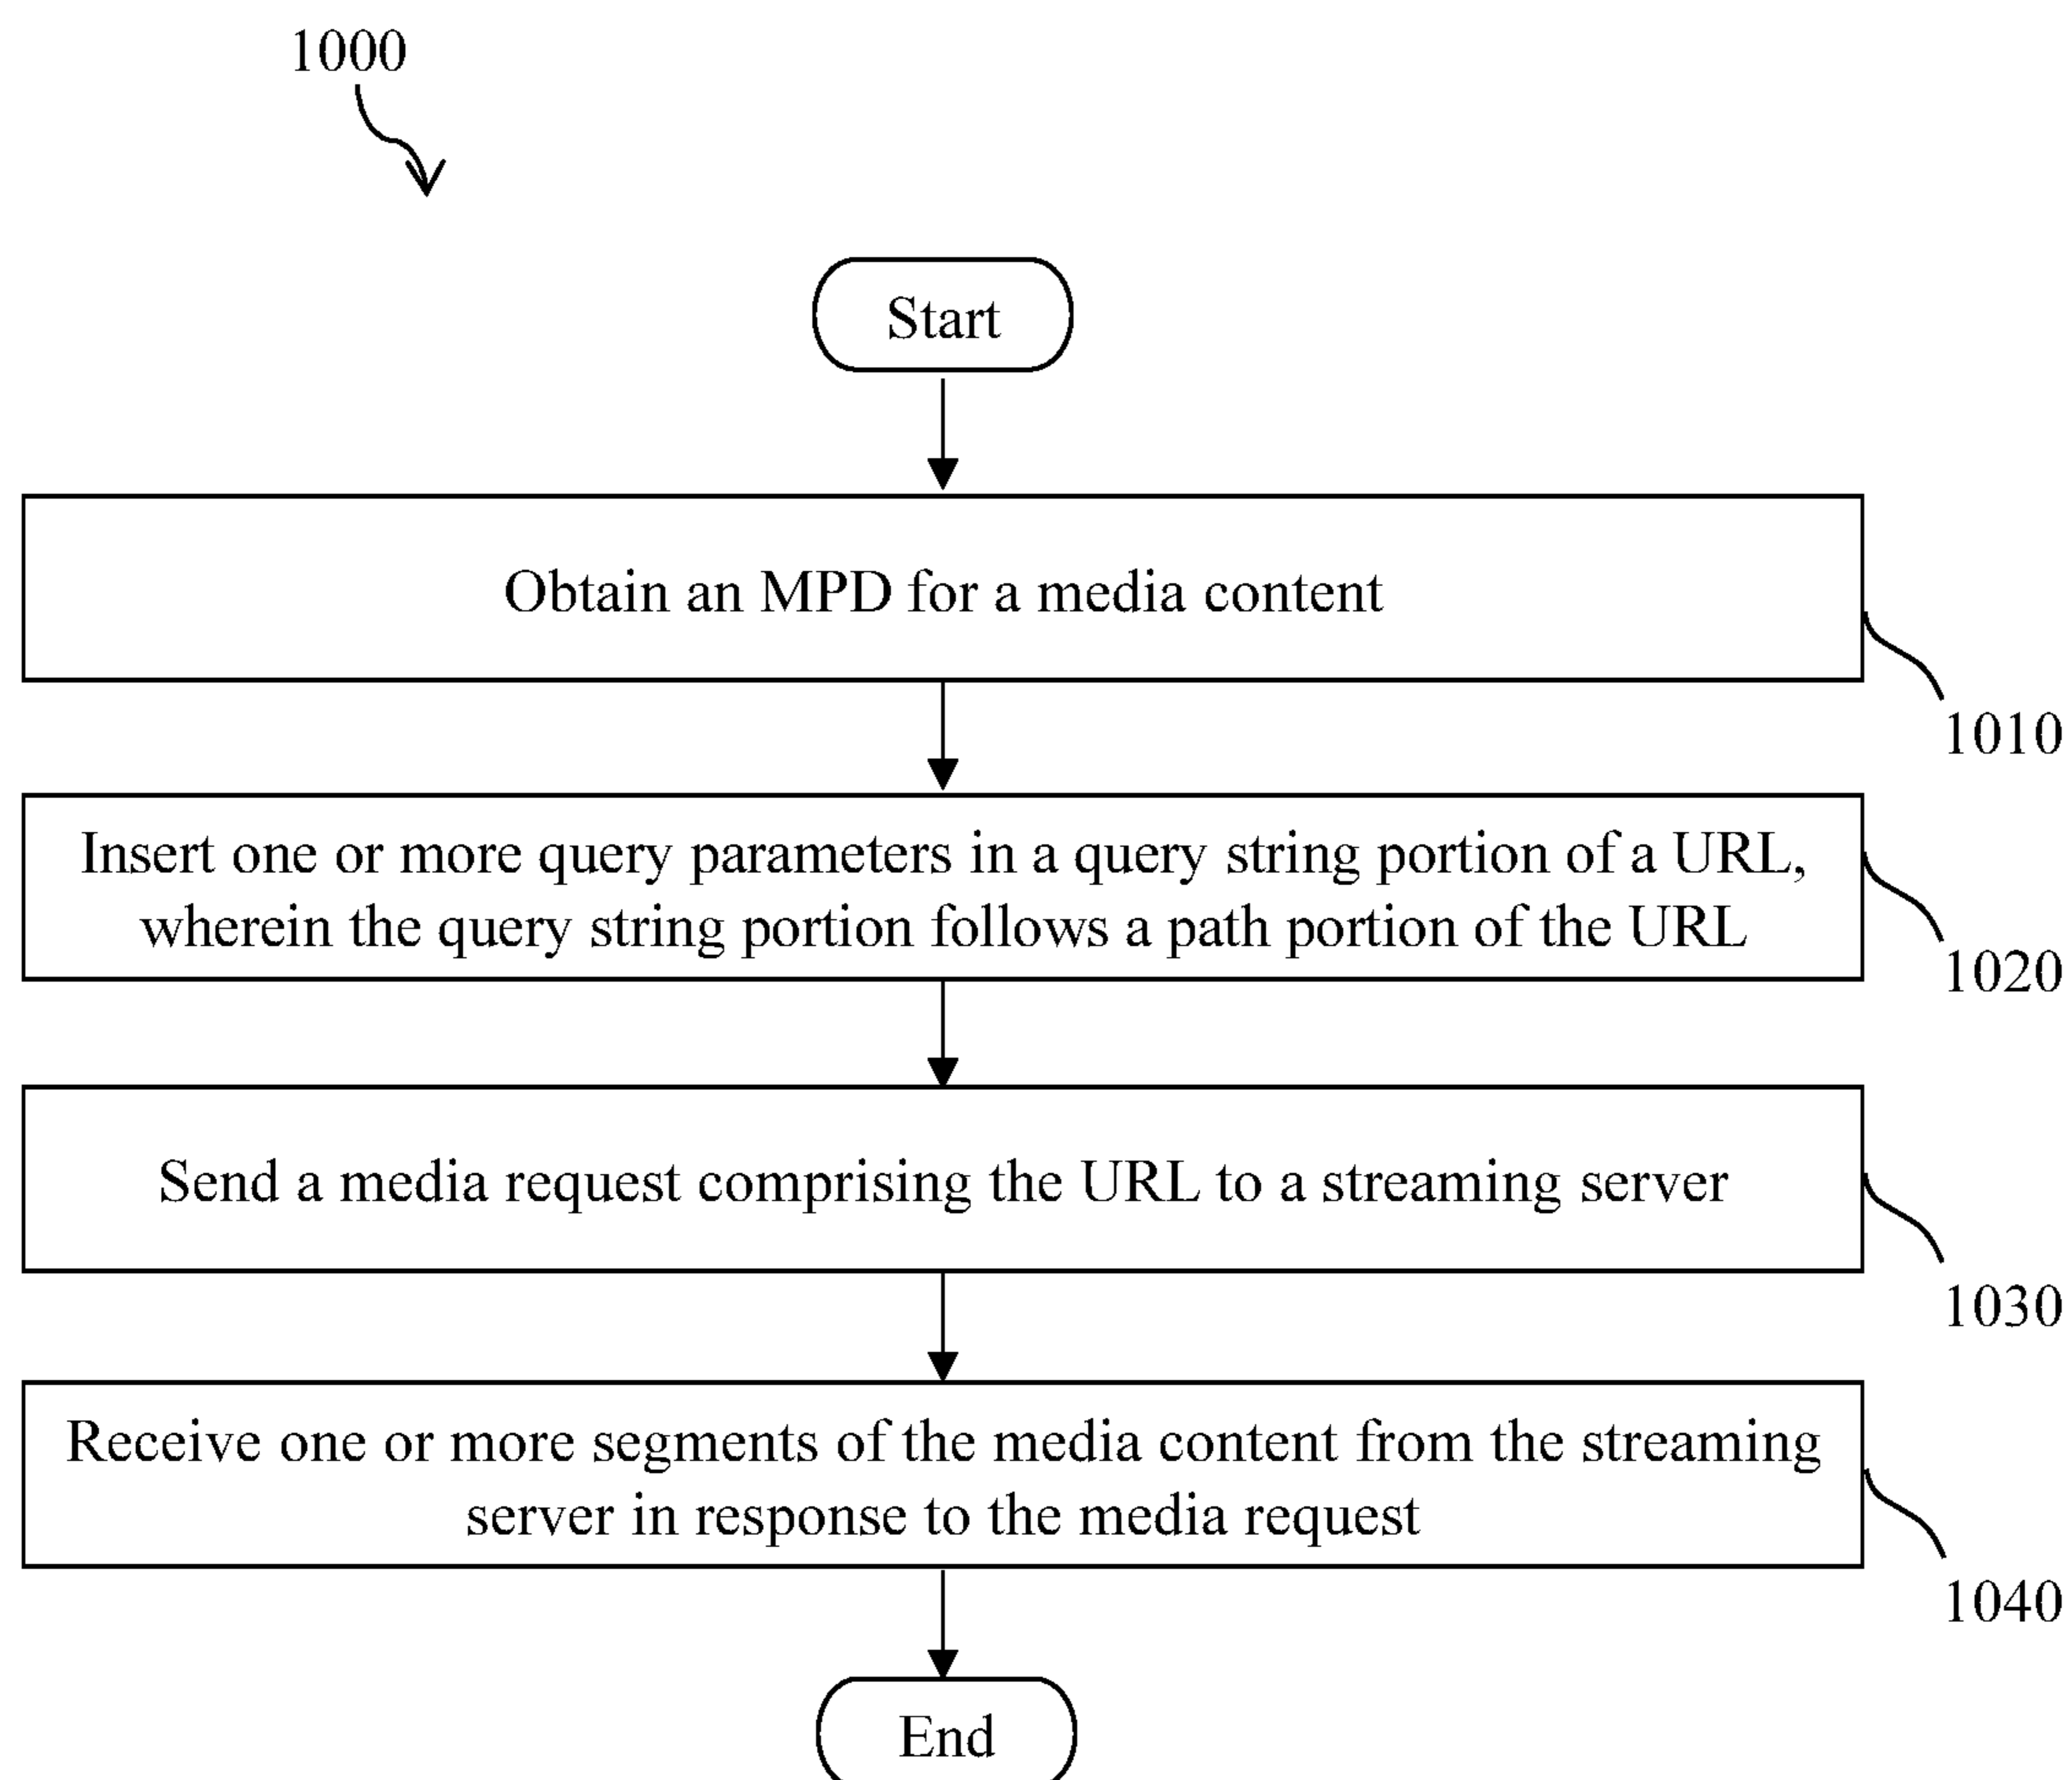 1000
Start
Obtain an MPD for a media content
1010
Insert one or more query parameters in a query string portion of a URL,
wherein the query string portion follows a path portion of the URL
1020
Send a media request comprising the URL to a streaming server
1030
Receive one or more segments of the media content from the streaming
server in response to the media request
1040
End